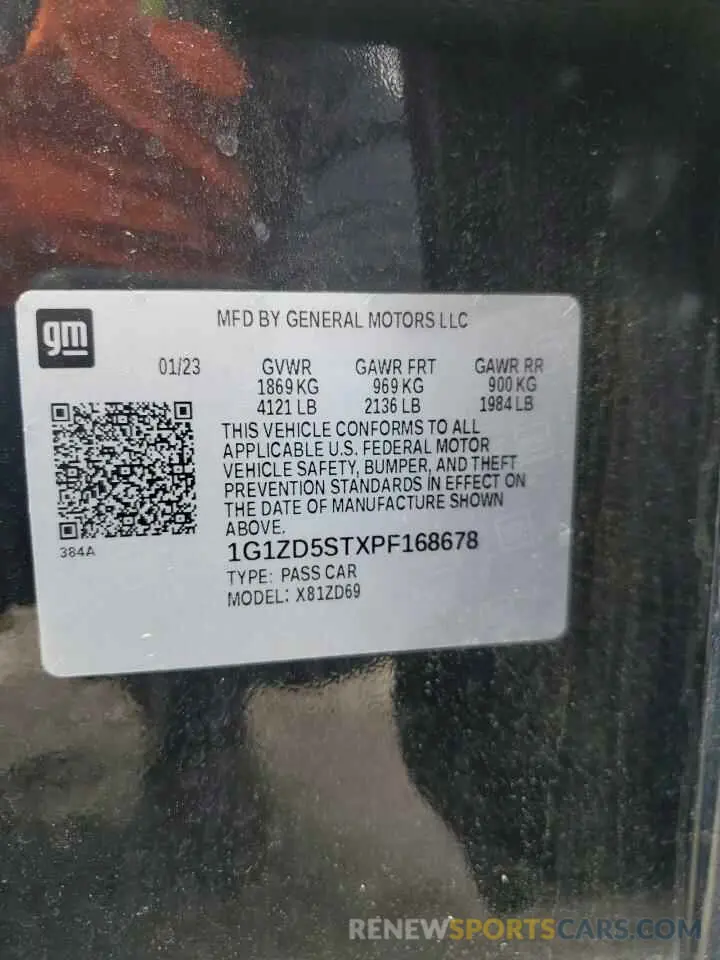 gm
MFD BY GENERAL MOTORS LLC
01/23 GVWR GAWR FRT GAWR RR
1869 KG 969 KG 900 KG
4121 LB 2136 LB 1984 LB
THIS VEHICLE CONFORMS TO ALL
APPLICABLE U.S. FEDERAL MOTOR
VEHICLE SAFETY, BUMPER, AND THEFT
PREVENTION STANDARDS IN EFFECT ON
THE DATE OF MANUFACTURE SHOWN
ABOVE.
384A
1G1ZD5STXPF168678
TYPE: PASS CAR
MODEL: X81ZD69
RENEWSPORTSCARS.COM